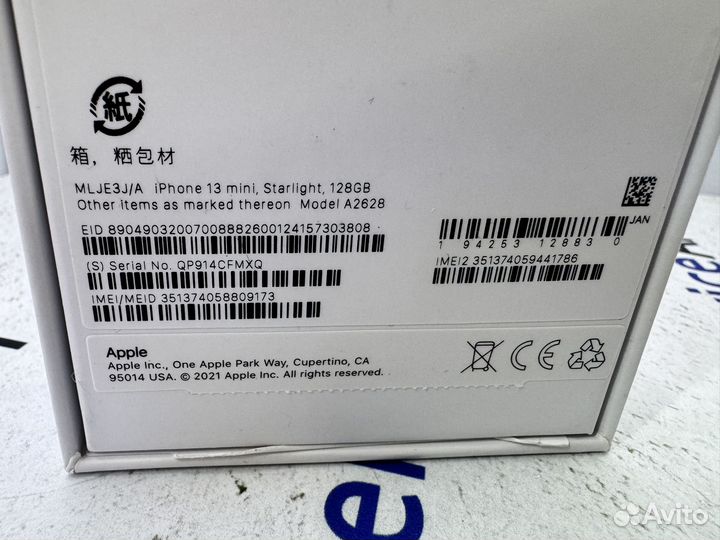 紙
箱，粞包材
MLJE3J/A iPhone 13 mini, Starlight, 128GB
Other items as marked thereon Model A2628
EID 89049032007008882600124157303808
(S) Serial No. QP914CFMXQ
IMEI/MEID 351374058809173
JAN
1 94253 12883 0
IMEI2 351374059441786
Apple
Apple Inc., One Apple Park Way, Cupertino, CA
95014 USA. © 2021 Apple Inc. All rights reserved.
CE
Avito